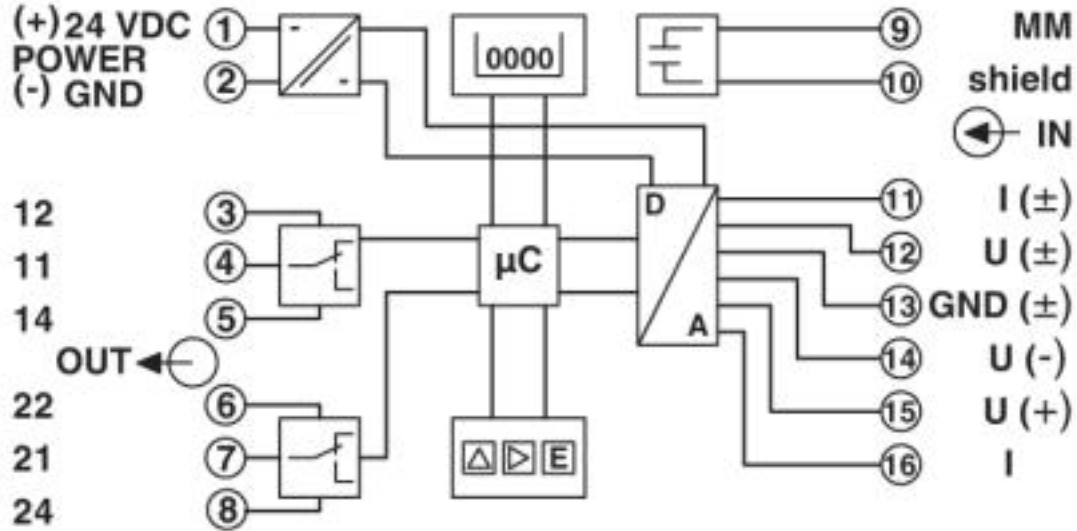 (+) 24 VDC 1
POWER
(-) GND 2
0000
9 MM
10 shield
IN
12 3
11 4
14 5
OUT
22 6
21 7
24 8
µC
D
A
11 I (±)
12 U (±)
13 GND (±)
14 U (-)
15 U (+)
16 I
E